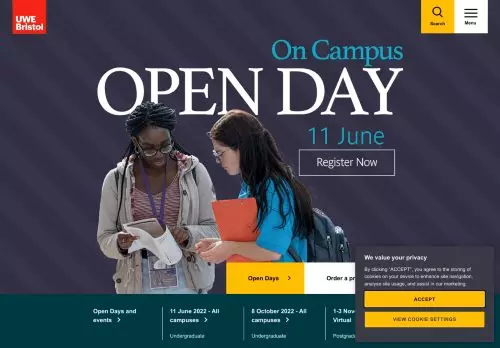 UWE
Bristol
Search
Menu
On Campus
OPEN DAY
11 June
Register Now
Open Days
Order a pr
We value your privacy
By clicking "ACCEPT", you agree to the storing of
cookies on your device to enhance site navigation,
analyse site usage, and assist in our marketing.
ACCEPT
VIEW COOKIE SETTINGS
Open Days and
events
11 June 2022 - All
campuses
Undergraduate
8 October 2022 - All
campuses
Undergraduate
1-3 Nove
Virtual
Postgradu